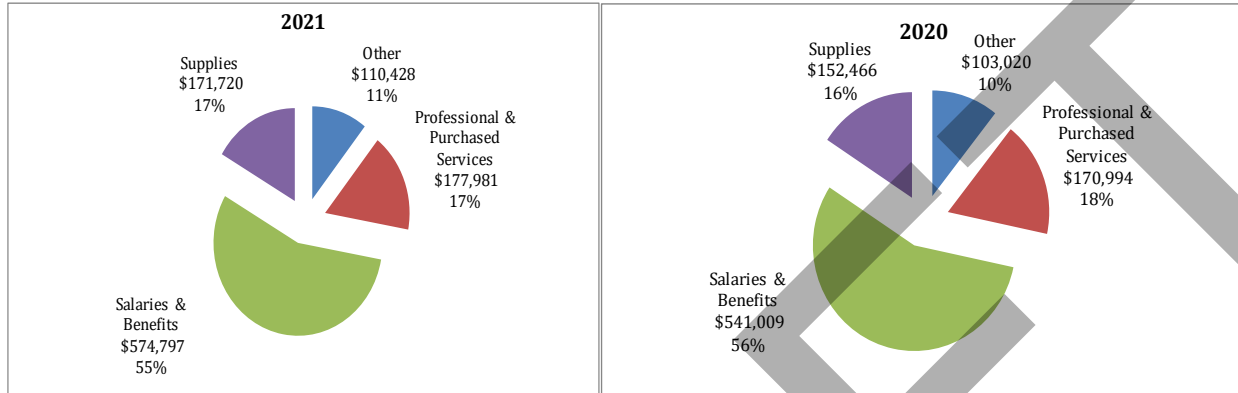 2021
Other
$110,428
11%
Supplies
$171,720
17%
Professional &
Purchased
Services
$177,981
17%
Salaries &
Benefits
$574,797
55%
2020
Other
$103,020
10%
Supplies
$152,466
16%
Professional &
Purchased
Services
$170,994
18%
Salaries &
Benefits
$541,009
56%